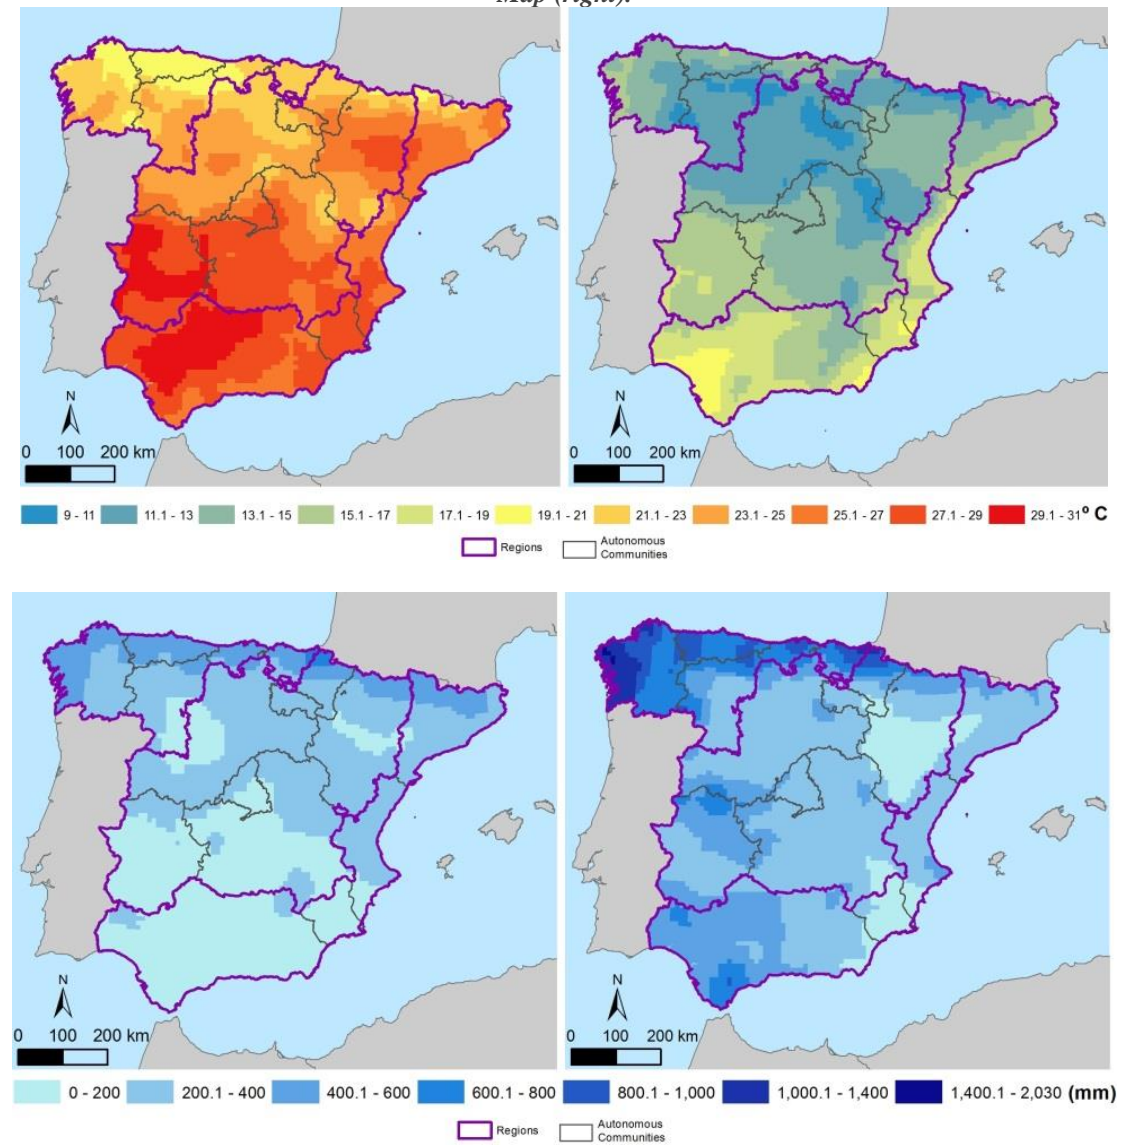 Map (right).
N
0 100 200 km
N
0 100 200 km
9 - 11 11.1 - 13 13.1 - 15 15.1 - 17 17.1 - 19 19.1 - 21 21.1 - 23 23.1 - 25 25.1 - 27 27.1 - 29 29.1 - 31º C
Regions Autonomous
Communities
N
0 100 200 km
N
0 100 200 km
0 - 200 200.1 - 400 400.1 - 600 600.1 - 800 800.1 - 1,000 1,000.1 - 1,400 1,400.1 - 2,030 (mm)
Regions Autonomous
Communities